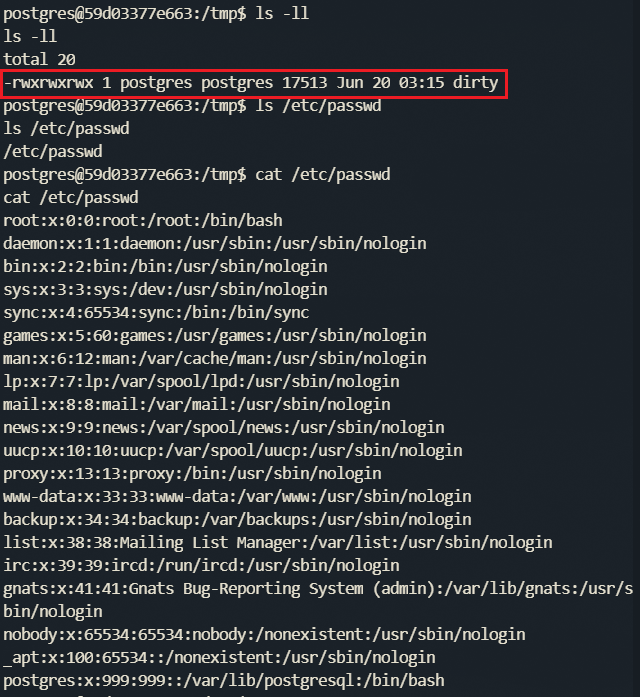 postgres@59d03377e663:/tmp$ ls -ll
ls -ll
total 20
-rwxrwxrwx 1 postgres postgres 17513 Jun 20 03:15 dirty
postgres@59d03377e663:/tmp$ ls /etc/passwd
ls /etc/passwd
/etc/passwd
postgres@59d03377e663:/tmp$ cat /etc/passwd
cat /etc/passwd
root:x:0:0:root:/root:/bin/bash
daemon:x:1:1:daemon:/usr/sbin:/usr/sbin/nologin
bin:x:2:2:bin:/bin:/usr/sbin/nologin
sys:x:3:3:sys:/dev:/usr/sbin/nologin
sync:x:4:65534:sync:/bin:/bin/sync
games:x:5:60:games:/usr/games:/usr/sbin/nologin
man:x:6:12:man:/var/cache/man:/usr/sbin/nologin
lp:x:7:7:lp:/var/spool/lpd:/usr/sbin/nologin
mail:x:8:8:mail:/var/mail:/usr/sbin/nologin
news:x:9:9:news:/var/spool/news:/usr/sbin/nologin
uucp:x:10:10:uucp:/var/spool/uucp:/usr/sbin/nologin
proxy:x:13:13:proxy:/bin:/usr/sbin/nologin
www-data:x:33:33:www-data:/var/www:/usr/sbin/nologin
backup:x:34:34:backup:/var/backups:/usr/sbin/nologin
list:x:38:38:Mailing List Manager:/var/list:/usr/sbin/nologin
irc:x:39:39:ircd:/run/ircd:/usr/sbin/nologin
gnats:x:41:41:Gnats Bug-Reporting System (admin):/var/lib/gnats:/usr/s
bin/nologin
nobody:x:65534:65534:nobody:/nonexistent:/usr/sbin/nologin
_apt:x:100:65534::/nonexistent:/usr/sbin/nologin
postgres:x:999:999::/var/lib/postgresql:/bin/bash